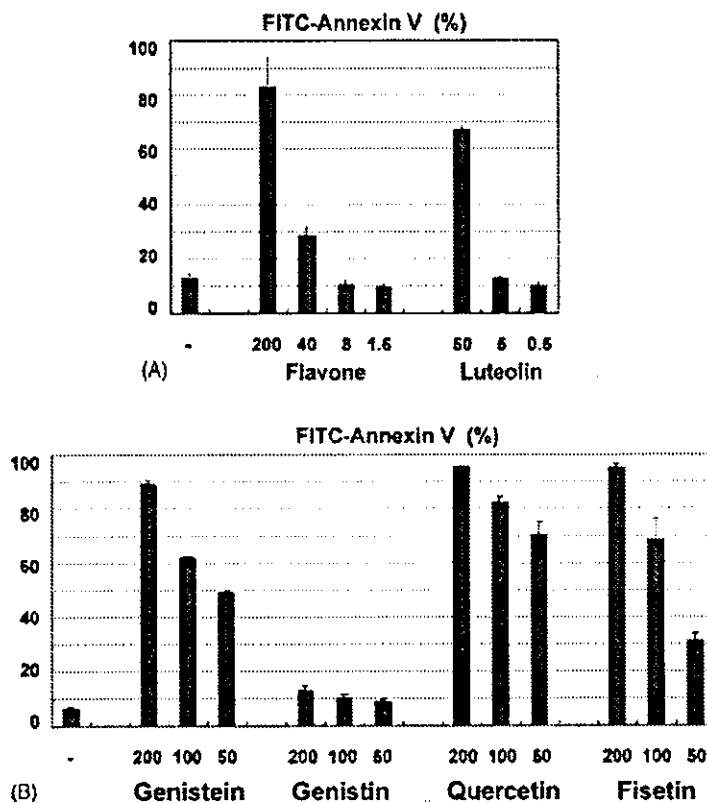 FITC-Annexin V (%)
100
80
60
40
20
0
- 200 40 8 1.6 50 5 0.5
(A) Flavone Luteolin
FITC-Annexin V (%)
100
80
60
40
20
0
- 200 100 50 200 100 50 200 100 50 200 100 50
(B) Genistein Genistin Quercetin Fisetin